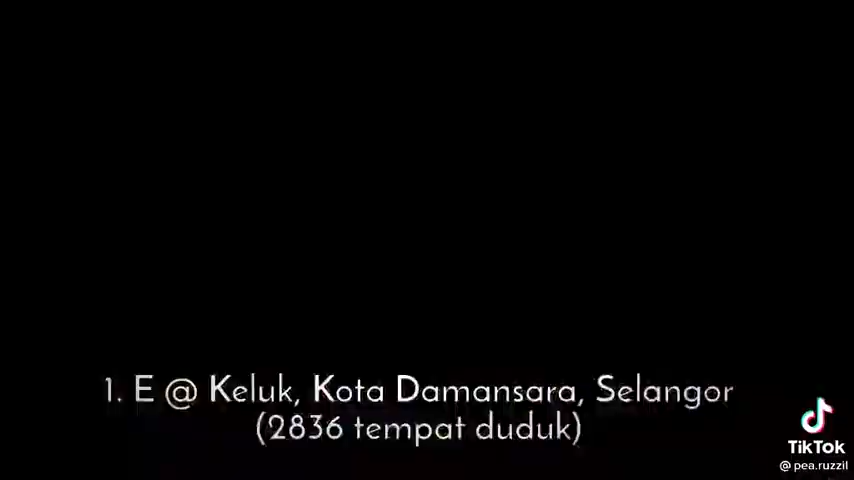 1. E @ Keluk, Kota Damansara, Selangor
(2836 tempat duduk)
TikTok
@ pea.ruzzil